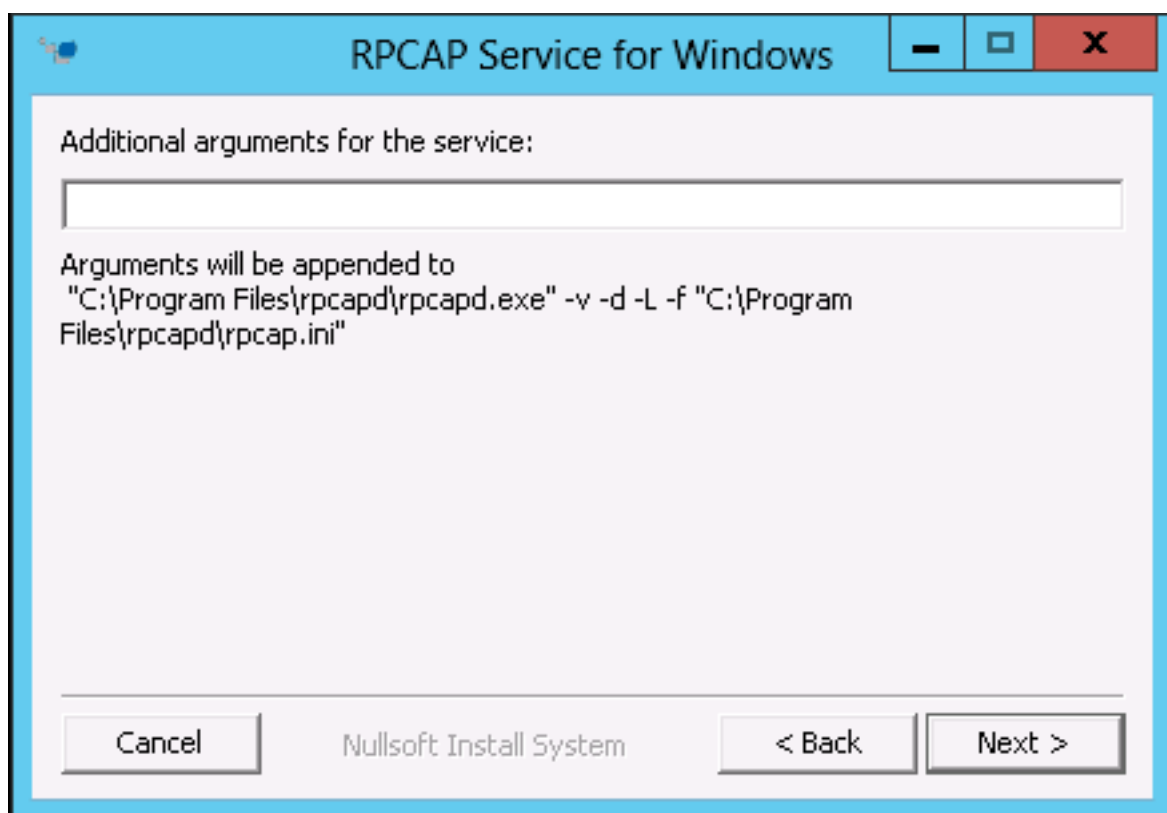 RPCAP Service for Windows
Additional arguments for the service:
Arguments will be appended to
"C:\Program Files\rpcapd\rpcapd.exe" -v -d -L -f "C:\Program
Files\rpcapd\rpcap.ini"
Cancel
Nullsoft Install System
< Back
Next >